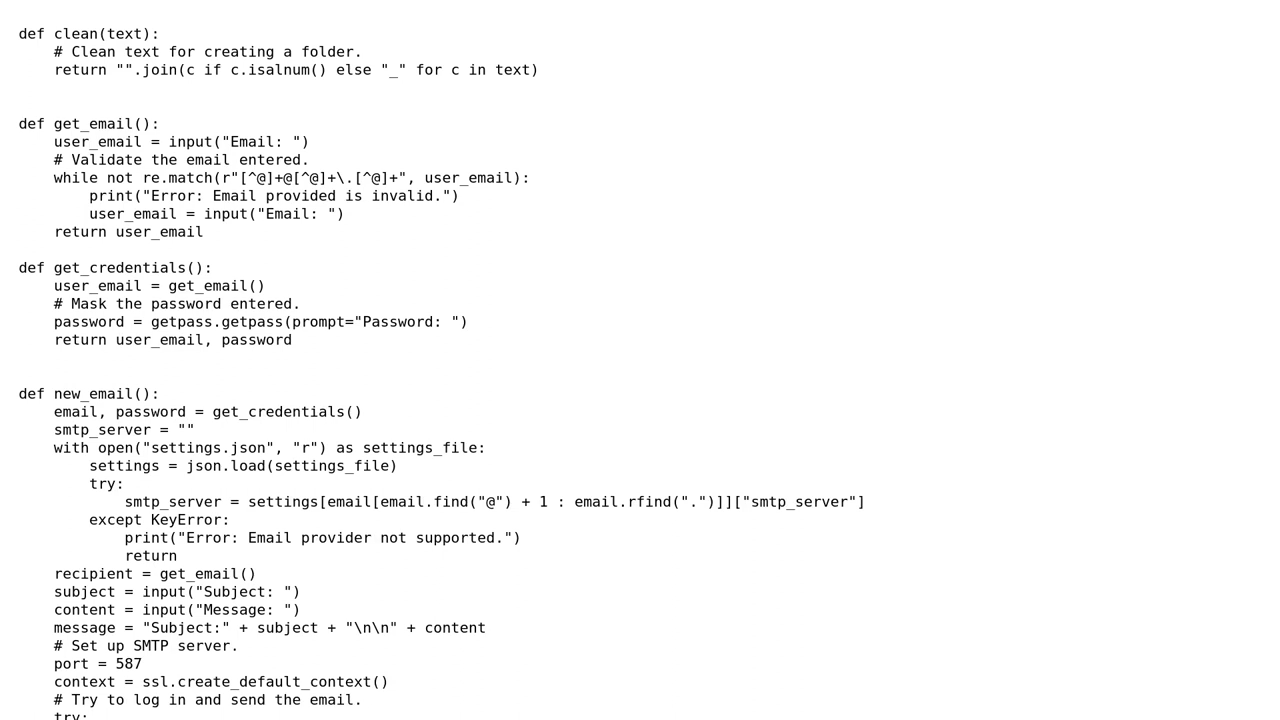 def clean(text):
    # Clean text for creating a folder.
    return "".join(c if c.isalnum() else "_" for c in text)


def get_email():
    user_email = input("Email: ")
    # Validate the email entered.
    while not re.match(r"[^@]+@[^@]+\.[^@]+", user_email):
        print("Error: Email provided is invalid.")
        user_email = input("Email: ")
    return user_email

def get_credentials():
    user_email = get_email()
    # Mask the password entered.
    password = getpass.getpass(prompt="Password: ")
    return user_email, password


def new_email():
    email, password = get_credentials()
    smtp_server = ""
    with open("settings.json", "r") as settings_file:
        settings = json.load(settings_file)
        try:
            smtp_server = settings[email[email.find("@") + 1 : email.rfind(".")]]["smtp_server"]
        except KeyError:
            print("Error: Email provider not supported.")
            return
    recipient = get_email()
    subject = input("Subject: ")
    content = input("Message: ")
    message = "Subject:" + subject + "\n\n" + content
    # Set up SMTP server.
    port = 587
    context = ssl.create_default_context()
    # Try to log in and send the email.
    try: